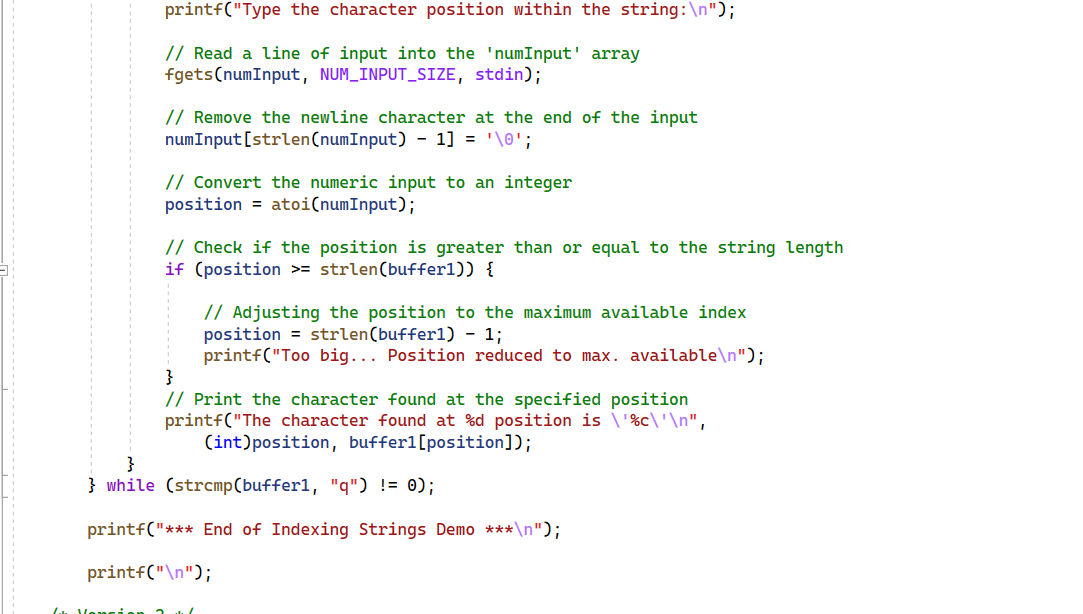 printf("Type the character position within the string:\n");
// Read a line of input into the 'numInput' array
fgets(numInput, NUM_INPUT_SIZE, stdin);
// Remove the newline character at the end of the input
numInput[strlen(numInput) - 1] = '\0';
// Convert the numeric input to an integer
position = atoi(numInput);
// Check if the position is greater than or equal to the string length
if (position >= strlen(buffer1)) {
// Adjusting the position to the maximum available index
position = strlen(buffer1) - 1;
printf("Too big... Position reduced to max. available\n");
}
// Print the character found at the specified position
printf("The character found at %d position is \'%c\'\n",
(int)position, buffer1[position]);
}
} while (strcmp(buffer1, "q") != 0);
printf("*** End of Indexing Strings Demo ***\n");
printf("\n");
/* Version 2 */